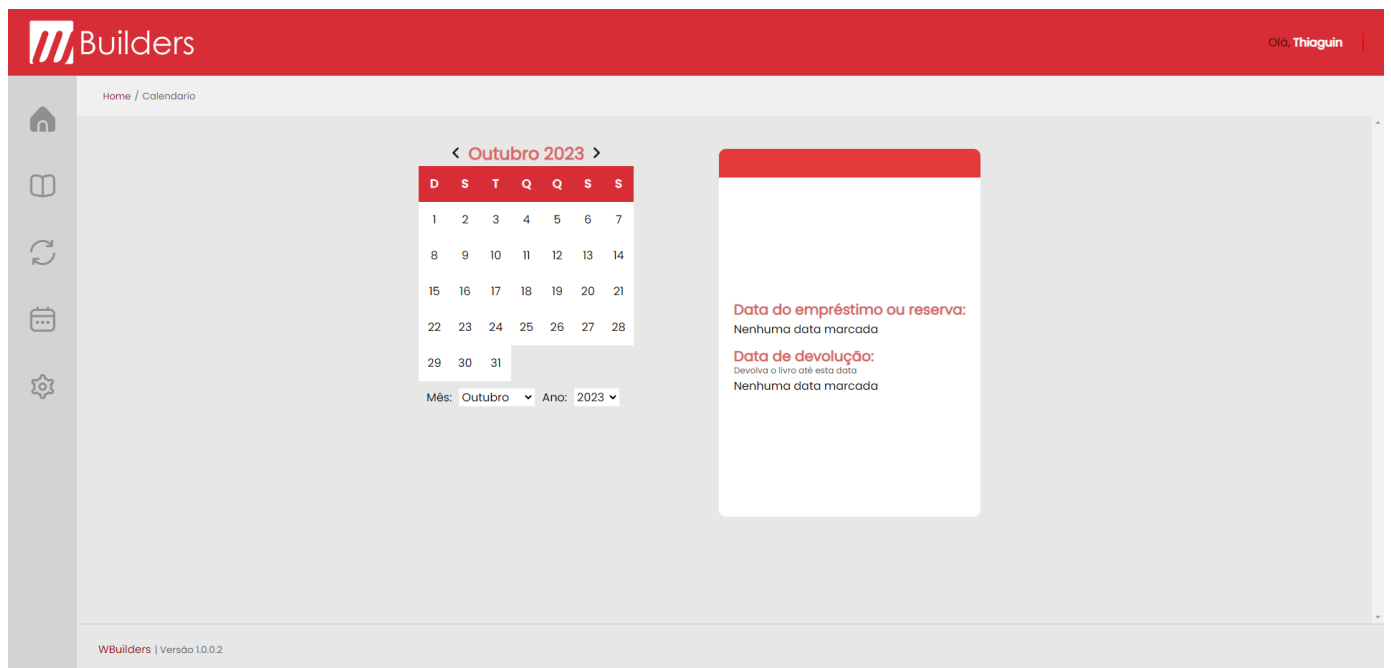 Builders
Olá, Thiaguin
Home / Calendario
< Outubro 2023 >
D S T Q Q S S
1 2 3 4 5 6 7
8 9 10 11 12 13 14
15 16 17 18 19 20 21
22 23 24 25 26 27 28
29 30 31
Mês: Outubro Ano: 2023
Data do empréstimo ou reserva:
Nenhuma data marcada
Data de devolução:
Devolva o livro até esta data
Nenhuma data marcada
WBuilders | Versão 1.0.0.2